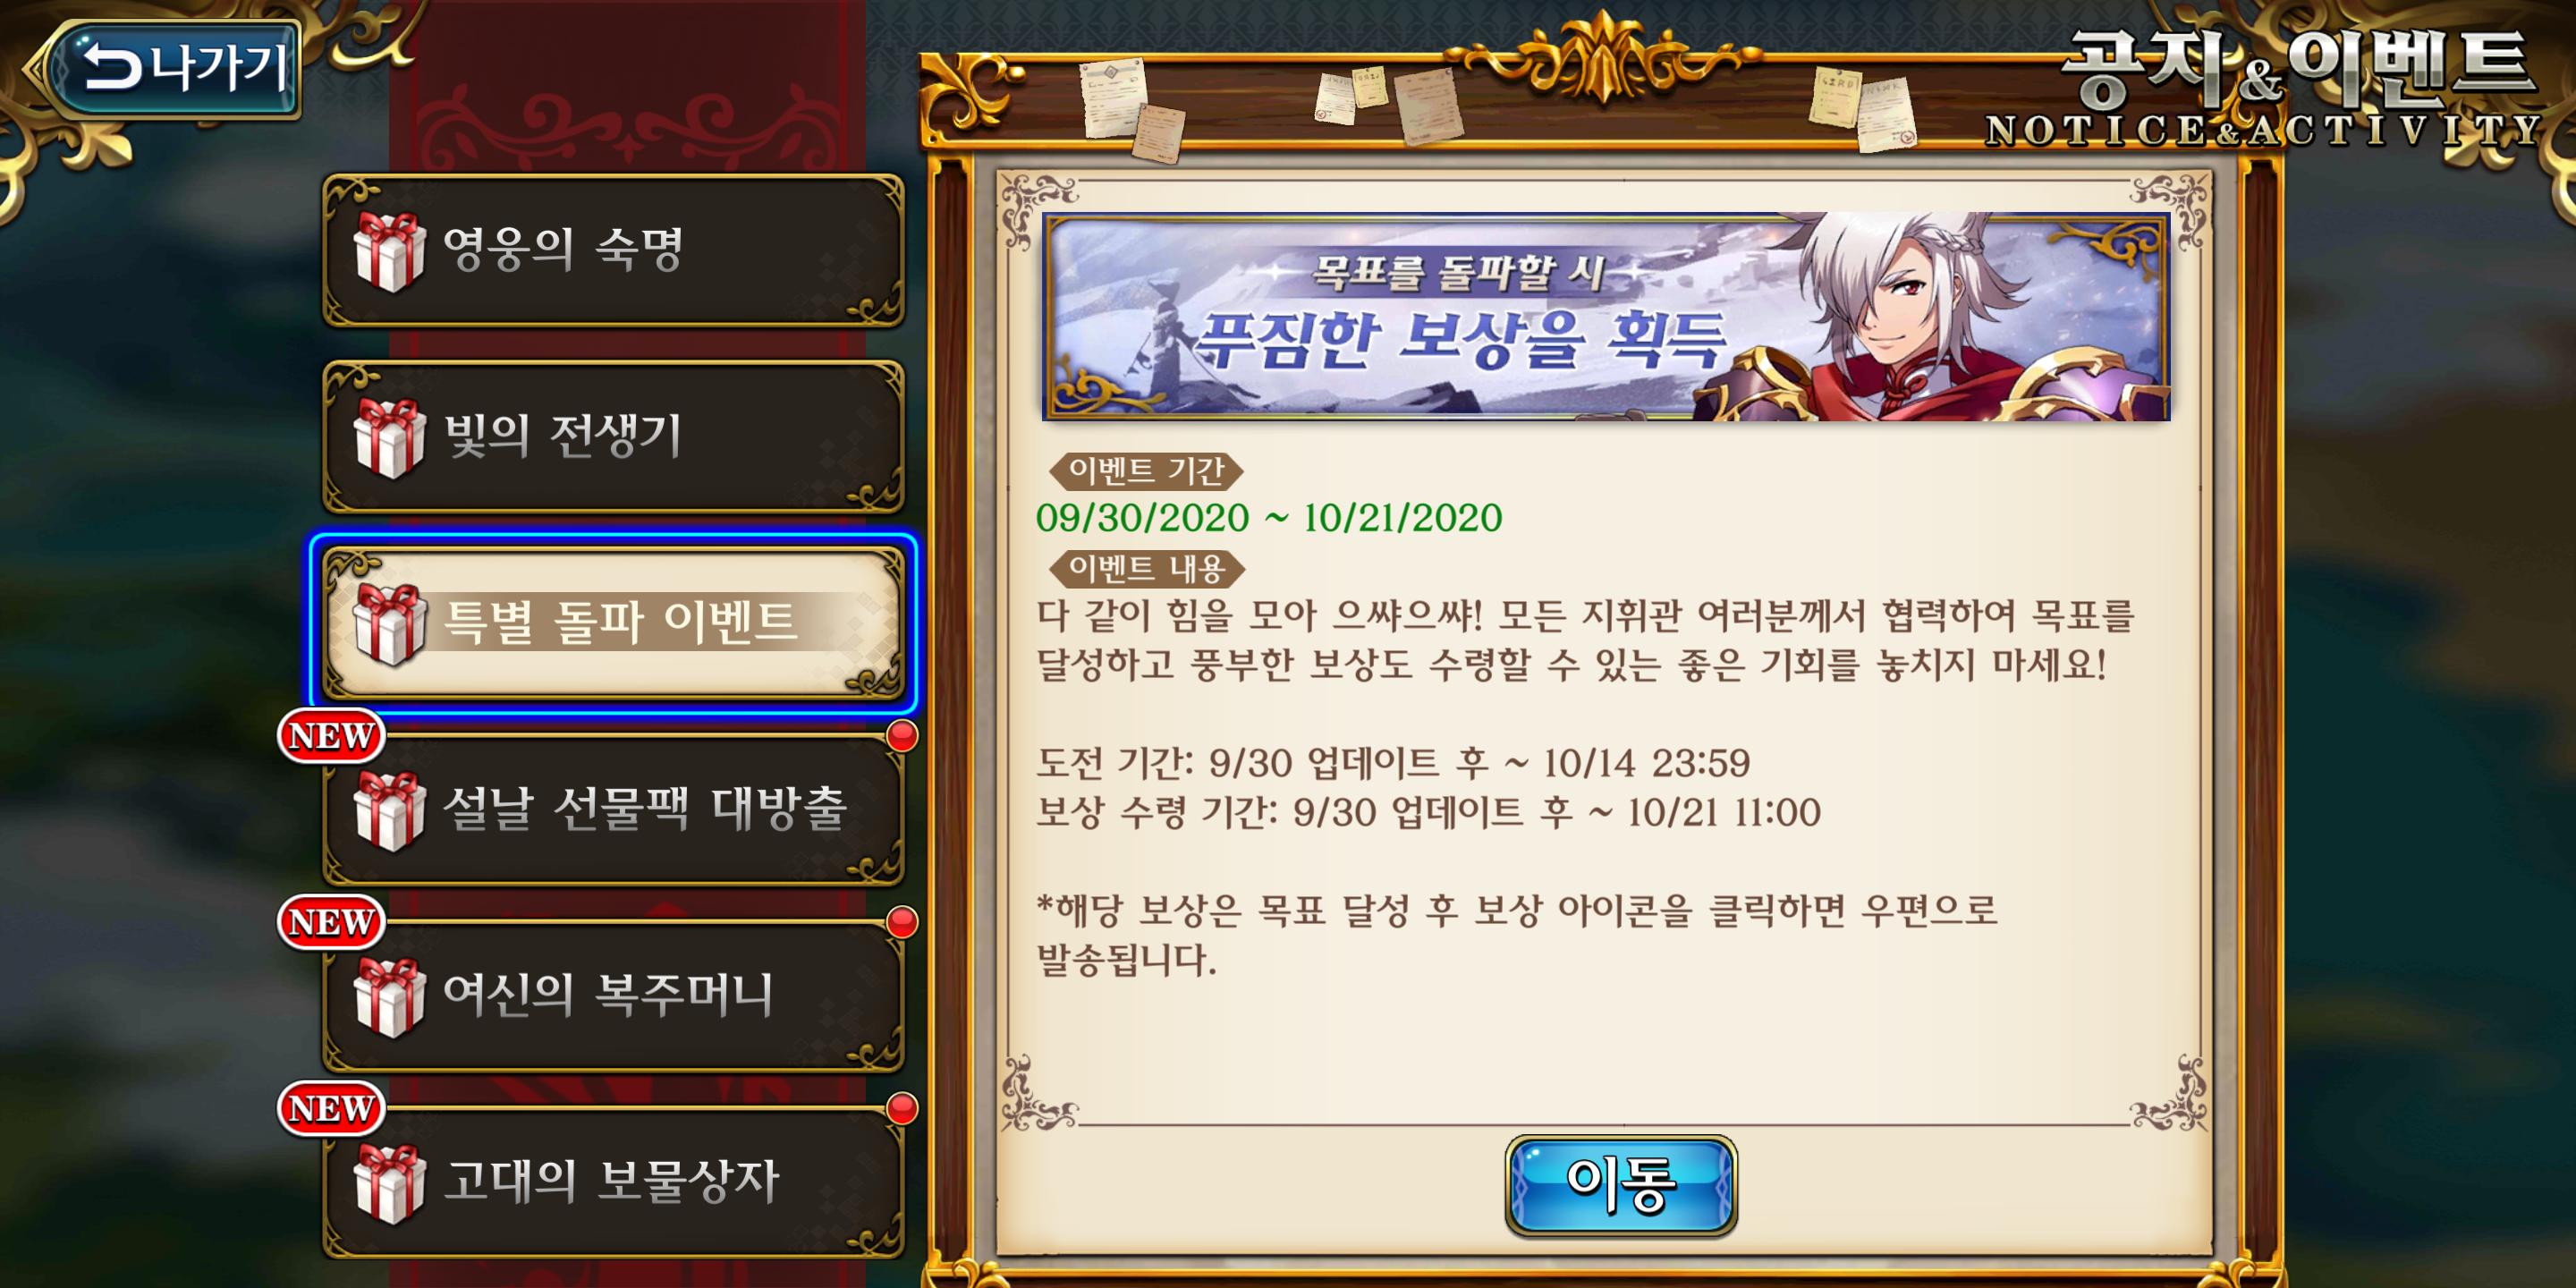 나가기
공지&이벤트
NOTICE&ACTIVITY
영웅의 숙명
빛의 전생기
특별 돌파 이벤트
NEW
설날 선물팩 대방출
NEW
여신의 복주머니
NEW
고대의 보물상자
목표를 돌파할 시
푸짐한 보상을 획득
이벤트 기간
09/30/2020 ~ 10/21/2020
이벤트 내용
다 같이 힘을 모아 으쌰으쌰! 모든 지휘관 여러분께서 협력하여 목표를
달성하고 풍부한 보상도 수령할 수 있는 좋은 기회를 놓치지 마세요!
도전 기간: 9/30 업데이트 후 ~ 10/14 23:59
보상 수령 기간: 9/30 업데이트 후 ~ 10/21 11:00
*해당 보상은 목표 달성 후 보상 아이콘을 클릭하면 우편으로
발송됩니다.
이동